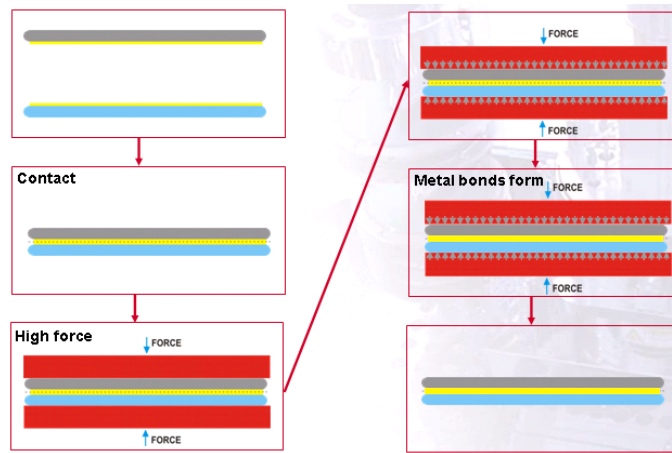 Contact
High force
FORCE
FORCE
FORCE
FORCE
Metal bonds form
FORCE
FORCE